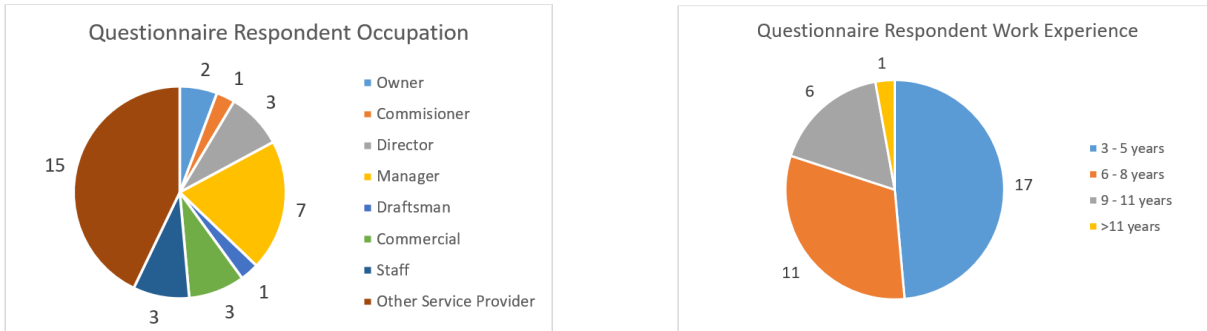 Questionnaire Respondent Occupation
2
1
3
7
1
3
3
15
Owner
Commisioner
Director
Manager
Draftsman
Commercial
Staff
Other Service Provider
Questionnaire Respondent Work Experience
1
6
17
11
3 - 5 years
6 - 8 years
9 - 11 years
>11 years